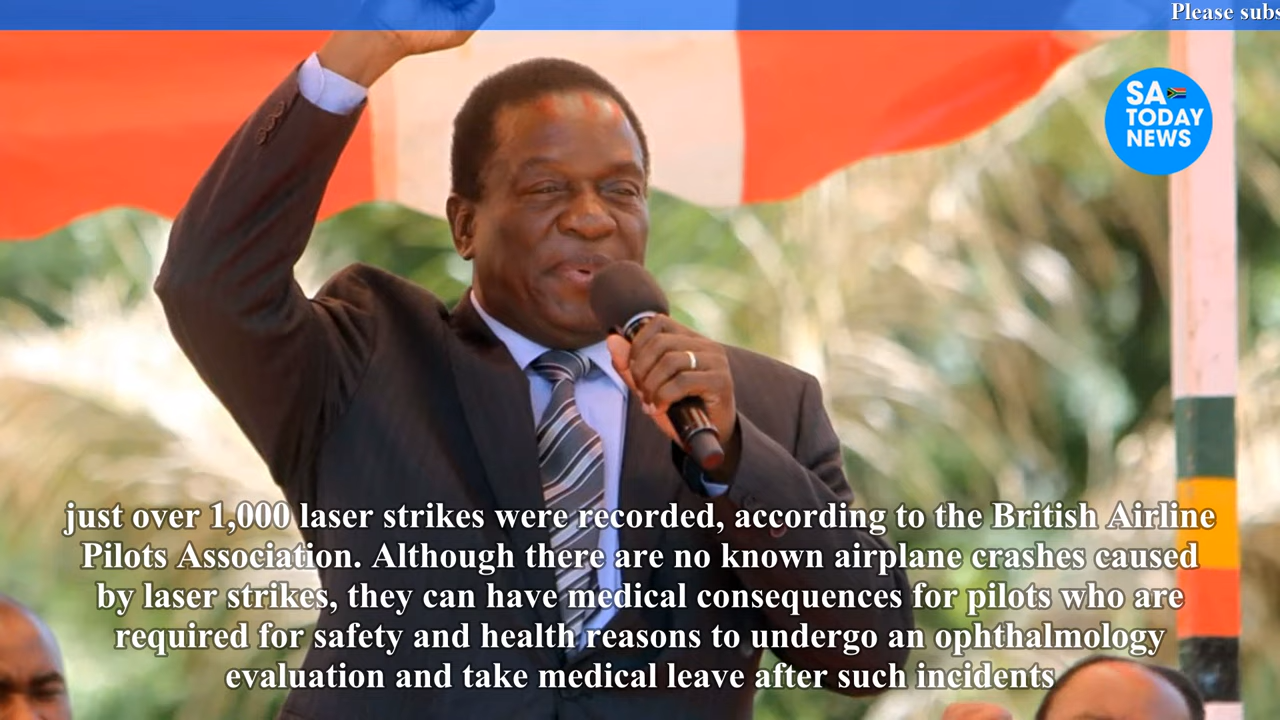 Please subs
SA
TODAY
NEWS
just over 1,000 laser strikes were recorded, according to the British Airline
Pilots Association. Although there are no known airplane crashes caused
by laser strikes, they can have medical consequences for pilots who are
required for safety and health reasons to undergo an ophthalmology
evaluation and take medical leave after such incidents